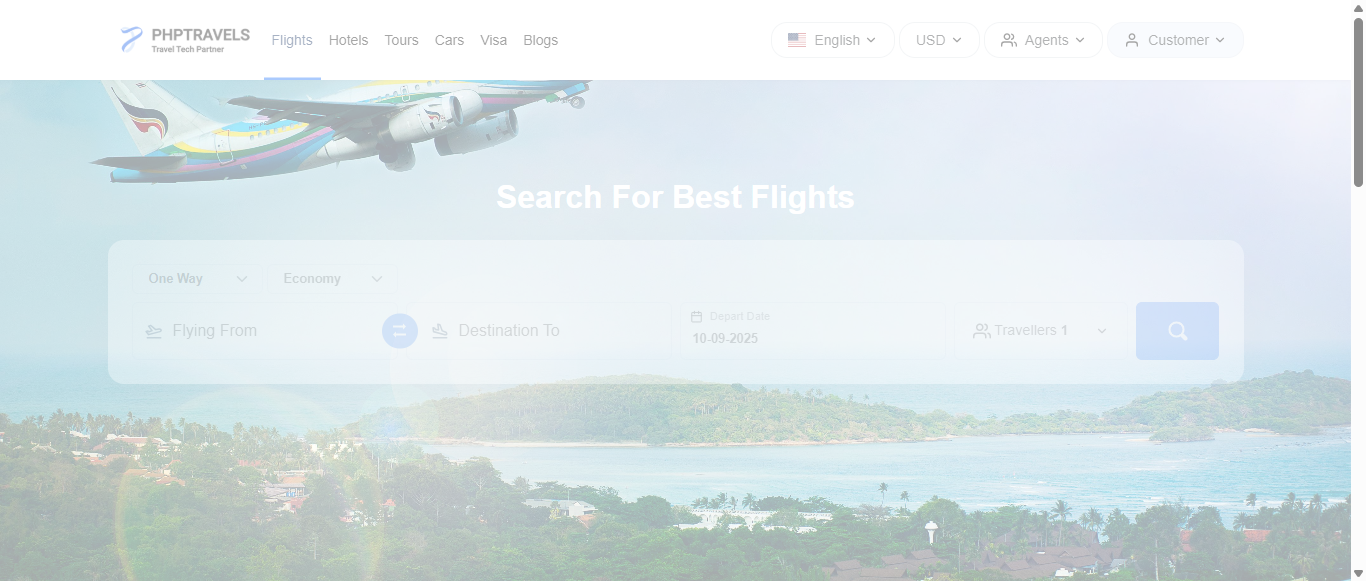 PHPTRAVELS
Travel Tech Partner
Flights Hotels Tours Cars Visa Blogs
English USD Agents Customer
Search For Best Flights
One Way Economy
Flying From Destination To
Depart Date
10-09-2025
Travellers 1